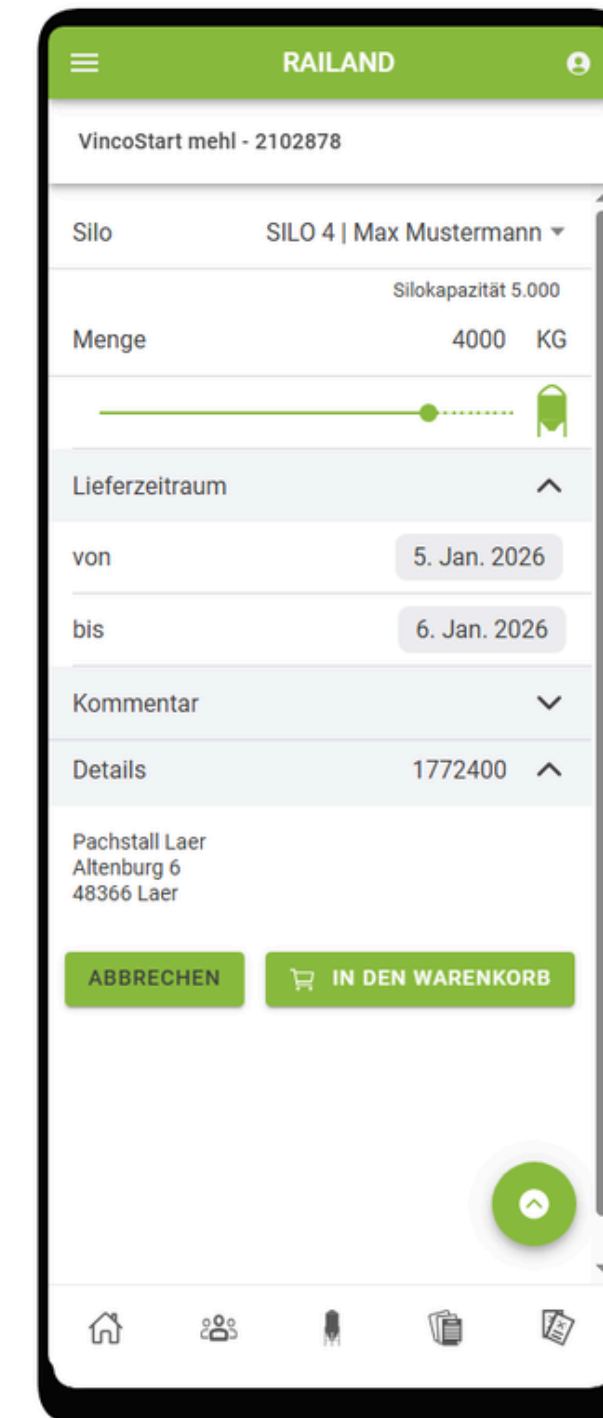 RAILAND
VincoStart mehl - 2102878
Silo SILO 4 | Max Mustermann
Silokapazität 5.000
Menge 4000 KG
Lieferzeitraum
von 5. Jan. 2026
bis 6. Jan. 2026
Kommentar
Details 1772400
Pachstall Laer
Altenburg 6
48366 Laer
ABBRECHEN IN DEN WARENKORB